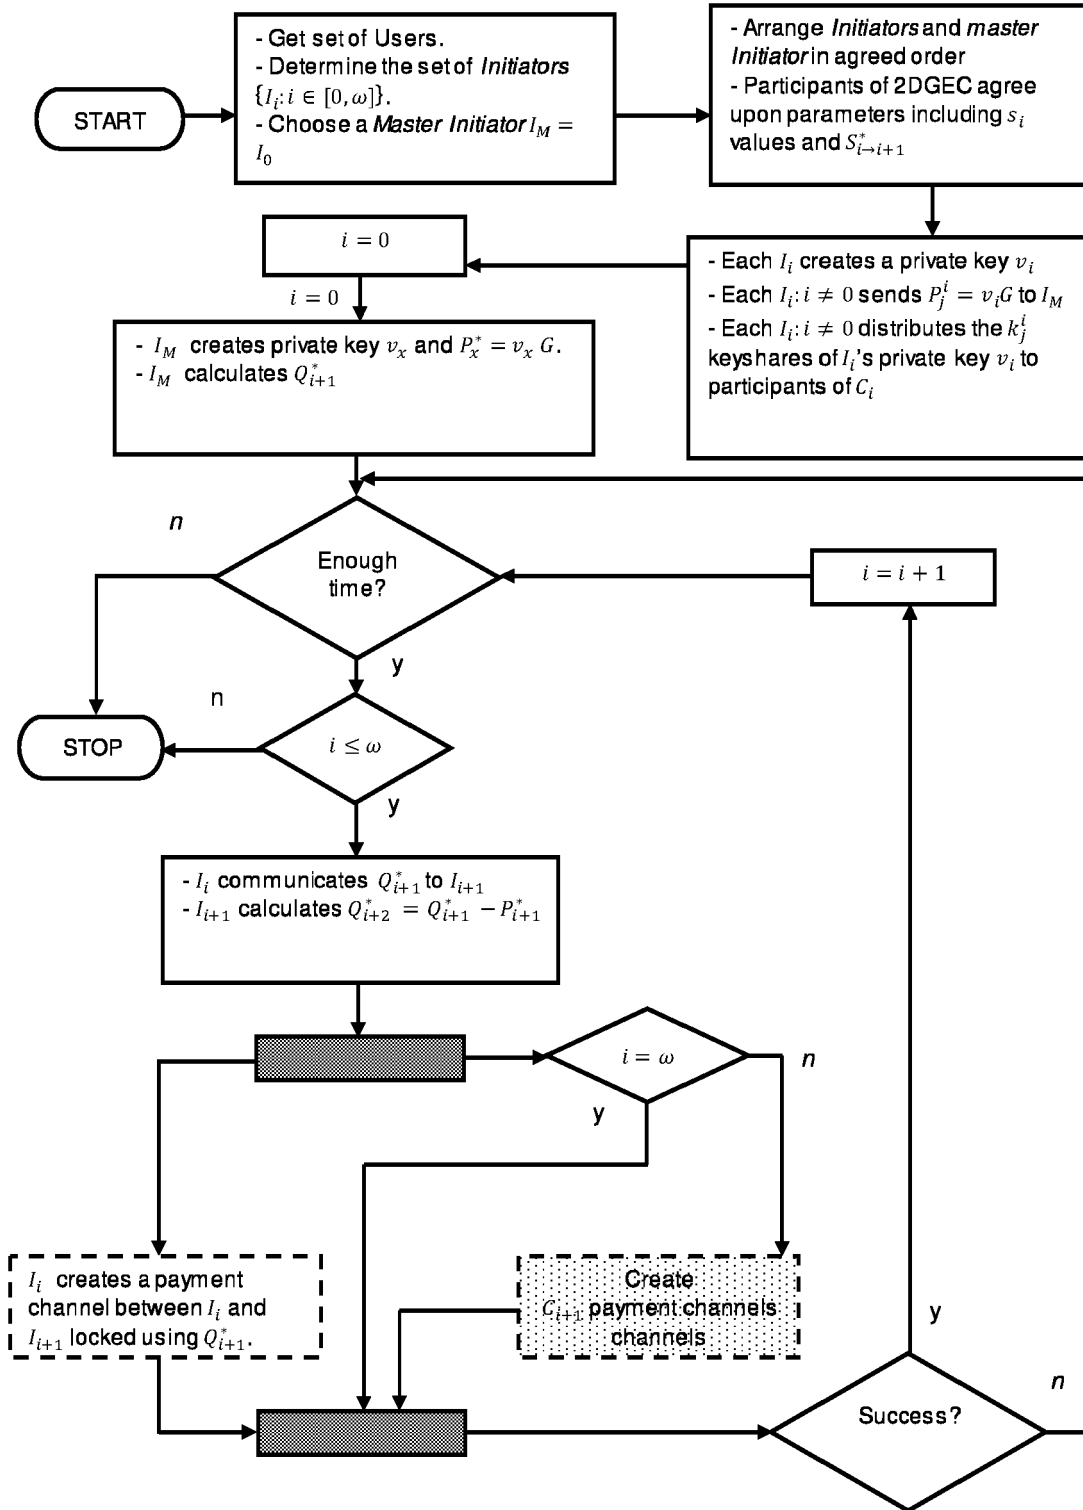 START
- Get set of Users.
- Determine the set of Initiators
{I_i: i ∈ [0, ω]}.
- Choose a Master Initiator I_M =
I_0
- Arrange Initiators and master
Initiator in agreed order
- Participants of 2DGEC agree
upon parameters including s_i
values and S^*_{i→i+1}
- Each I_i creates a private key v_i
- Each I_i: i ≠ 0 sends P^i_j = v_iG to I_M
- Each I_i: i ≠ 0 distributes the k^i_j
keyshares of I_i's private key v_i to
participants of C_i
i = 0
i = 0
- I_M creates private key v_x and P^*_x = v_x G.
- I_M calculates Q^*_{i+1}
n
Enough
time?
y
i = i + 1
n
STOP
i ≤ ω
y
- I_i communicates Q^*_{i+1} to I_{i+1}
- I_{i+1} calculates Q^*_{i+2} = Q^*_{i+1} − P^*_{i+1}
i = ω
n
y
I_i creates a payment
channel between I_i and
I_{i+1} locked using Q^*_{i+1}.
Create
C_{i+1} payment channels
channels
y
Success?
n